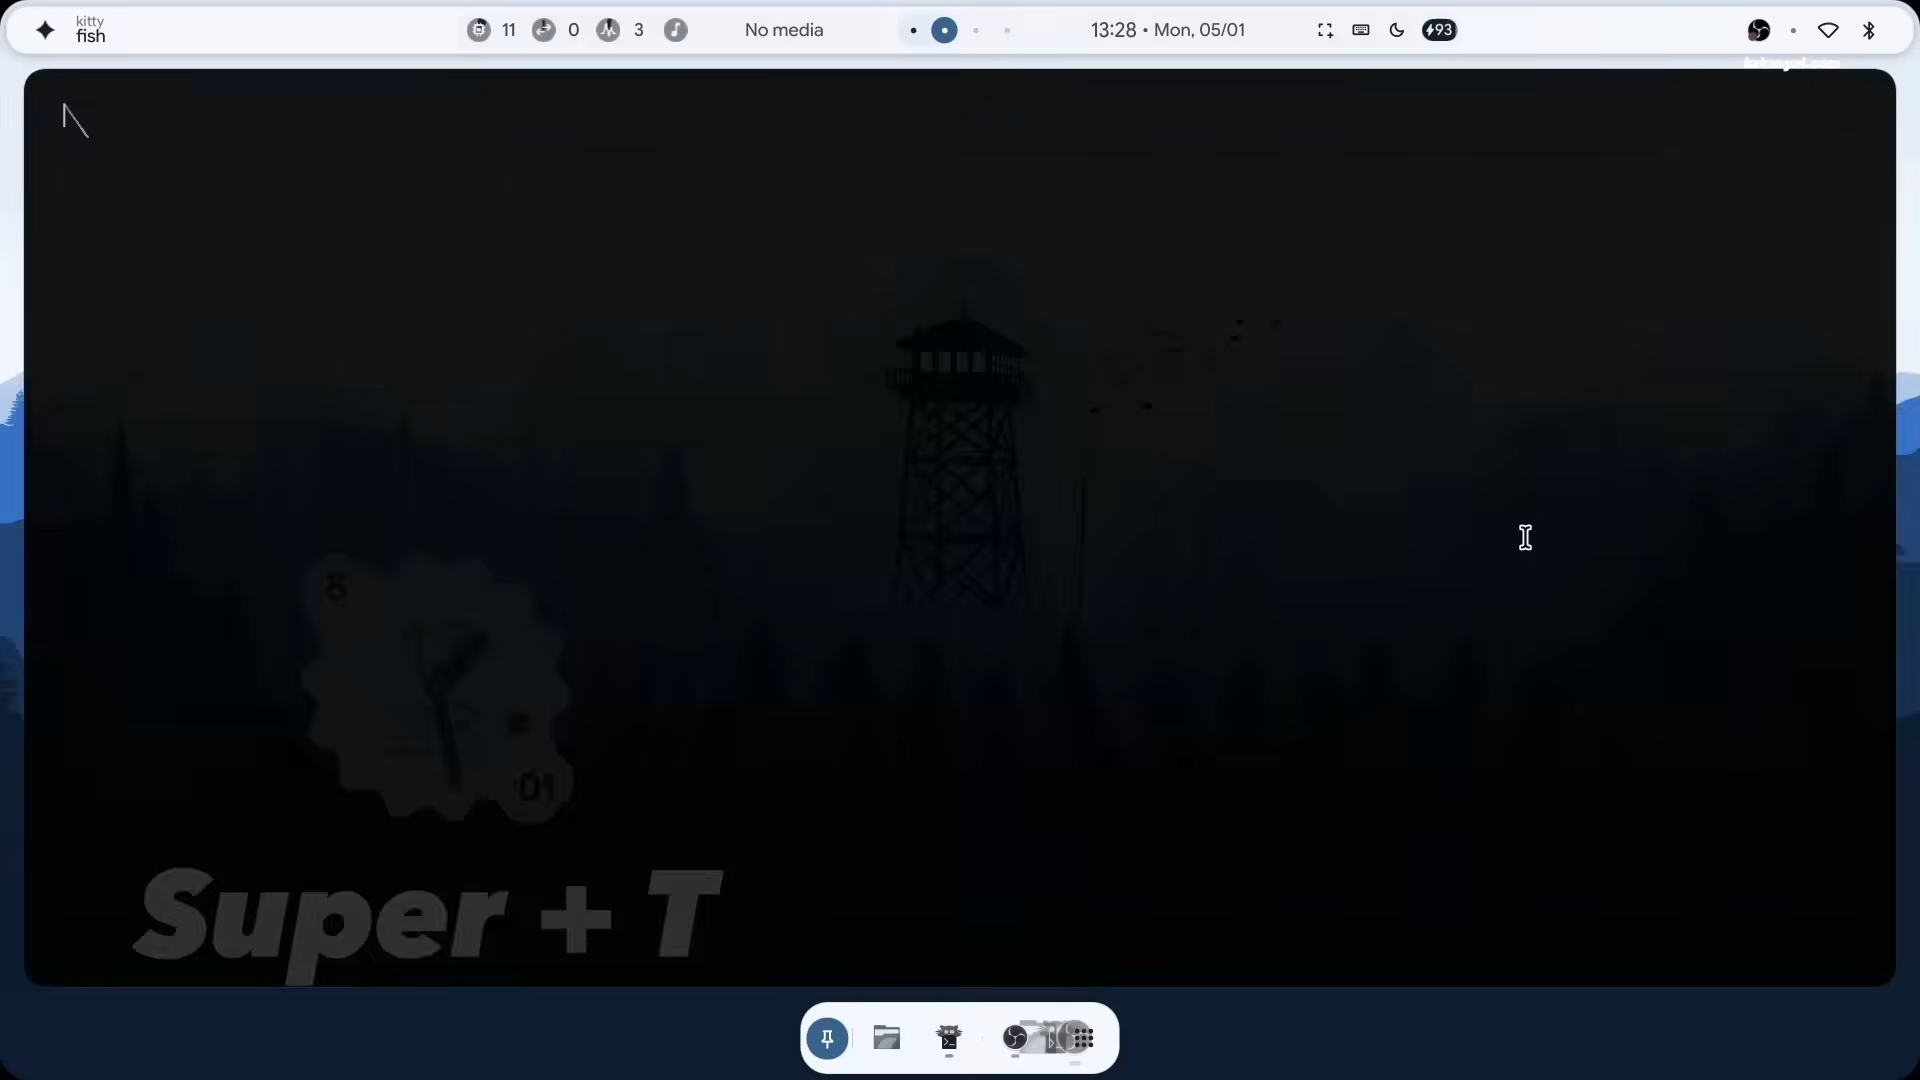 kitty
fish
11
0
3
No media
13:28 • Mon, 05/01
93
01
Super + T